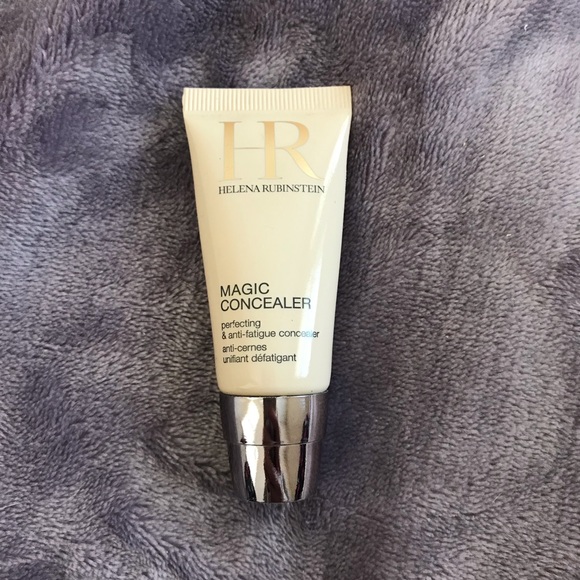 HR
HELENA RUBINSTEIN
MAGIC
CONCEALER
perfecting
& anti-fatigue concealer
anti-cernes
unifiant défatigant